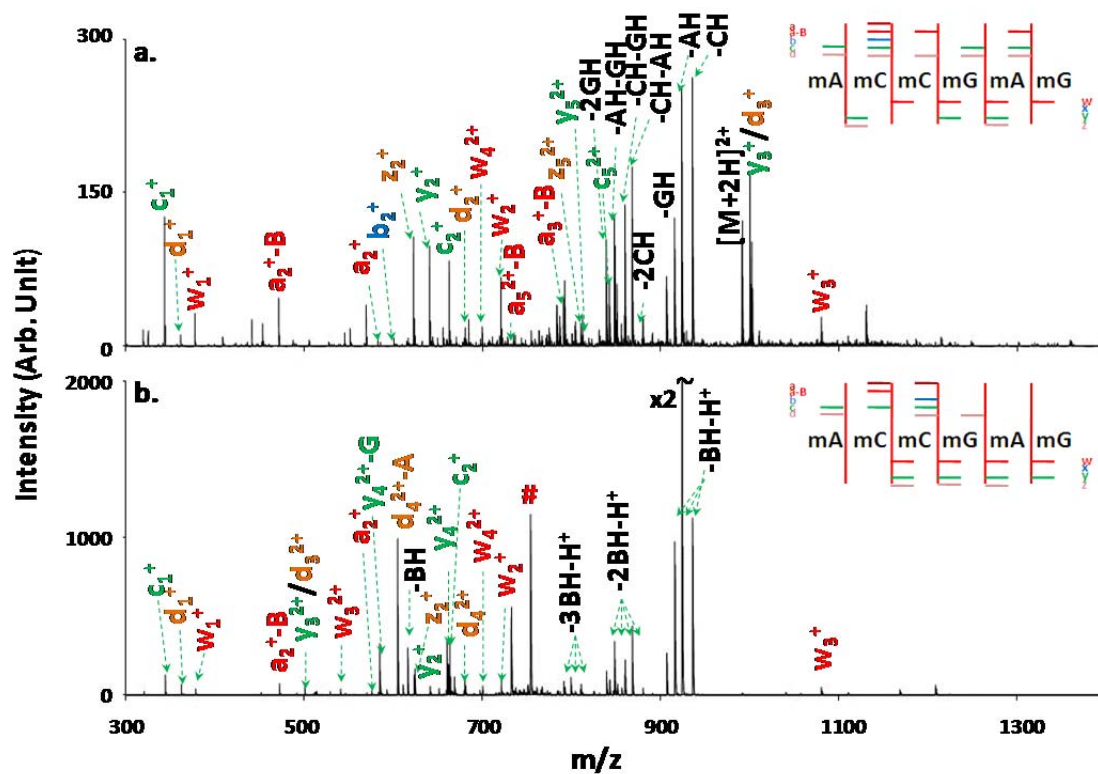 300
a.
150
0
c₁⁺
d₁⁺
w₁⁺
a₂⁺-B
a₂⁺
b₂⁺
z₂⁺
y₂⁺
c₂⁺
d₂⁺
w₄²⁺
w₂⁺
a₅²⁺-B
a₃⁺-B
z₅²⁺
y₅²⁺
c₅²⁺
-2GH
-AH-GH
-CH-GH
-CH-AH
-2CH
-GH
-AH
-CH
[M+2H]²⁺
y₃⁺/d₃⁺
w₃⁺
a
a-B
b
c
d
mA mC mC mG mA mG
w
x
y
z
2000
b.
1000
0
c₁⁺
d₁⁺
w₁⁺
a₂⁺-B
y₃²⁺/d₃²⁺
w₃²⁺
a₂⁺
y₄²⁺-G
d₄²⁺-A
-BH
y₂⁺
z₂⁺
y₄²⁺
c₂⁺
d₄²⁺
w₄²⁺
w₂⁺
#
-3BH-H⁺
-2BH-H⁺
x2
~
-BH-H⁺
w₃⁺
a
a-B
b
c
d
mA mC mC mG mA mG
w
x
y
z
300 500 700 900 1100 1300
m/z
Intensity (Arb. Unit)